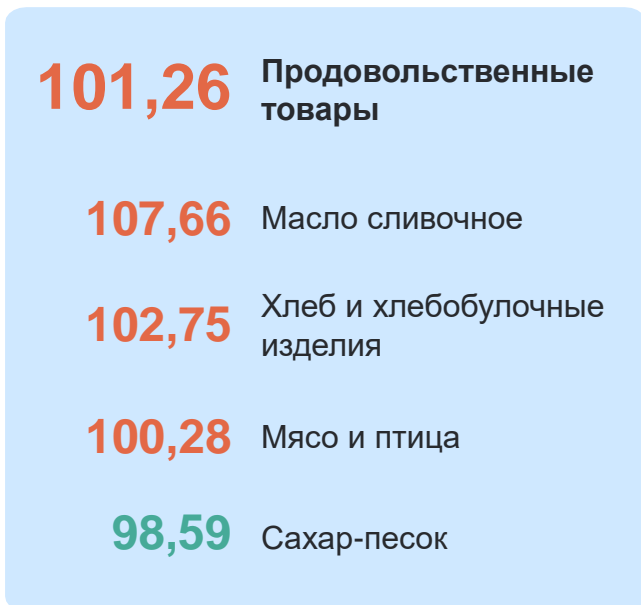 101,26 Продовольственные
товары
107,66 Масло сливочное
102,75 Хлеб и хлебобулочные
изделия
100,28 Мясо и птица
98,59 Сахар-песок